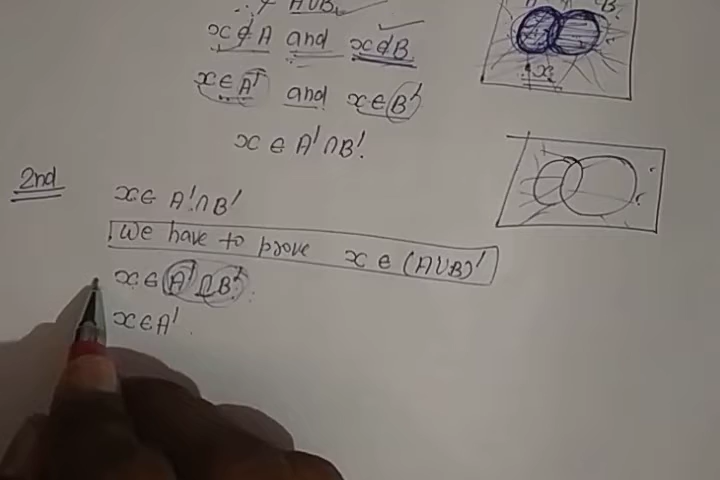 ∴ x ∉ A∪B
A B
x∉A and x∉B
x
x∈A' and x∈B'
x ∈ A'∩B'.
2nd
x∈ A'∩B'
We have to prove x ∈ (A∪B)'
x∈ A'∩B'.
x∈A'.